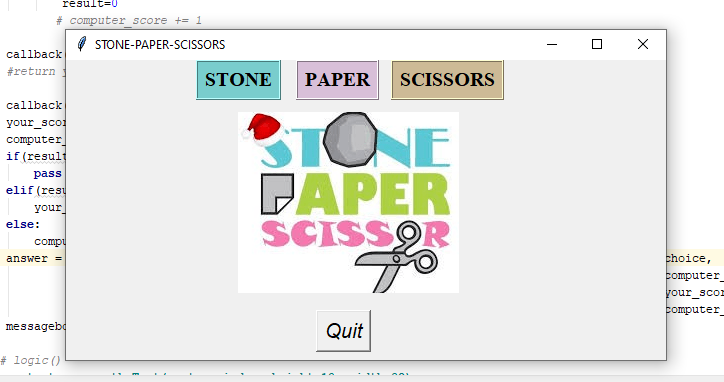 result=0
# computer_score += 1
STONE-PAPER-SCISSORS
callback(
#return y
STONE PAPER SCISSORS
callback(
your_scor
computer_
if(result
pass
elif(resu
your_
else:
compu
STONE
PAPER
SCISSOR
answer = choice,
computer_
your_scor
computer_
messagebo
Quit
# logic()